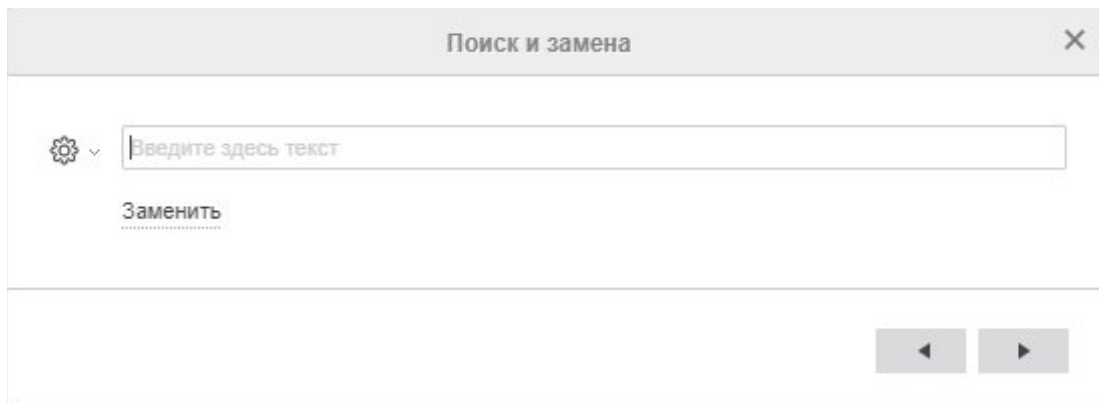 Поиск и замена
Введите здесь текст
Заменить